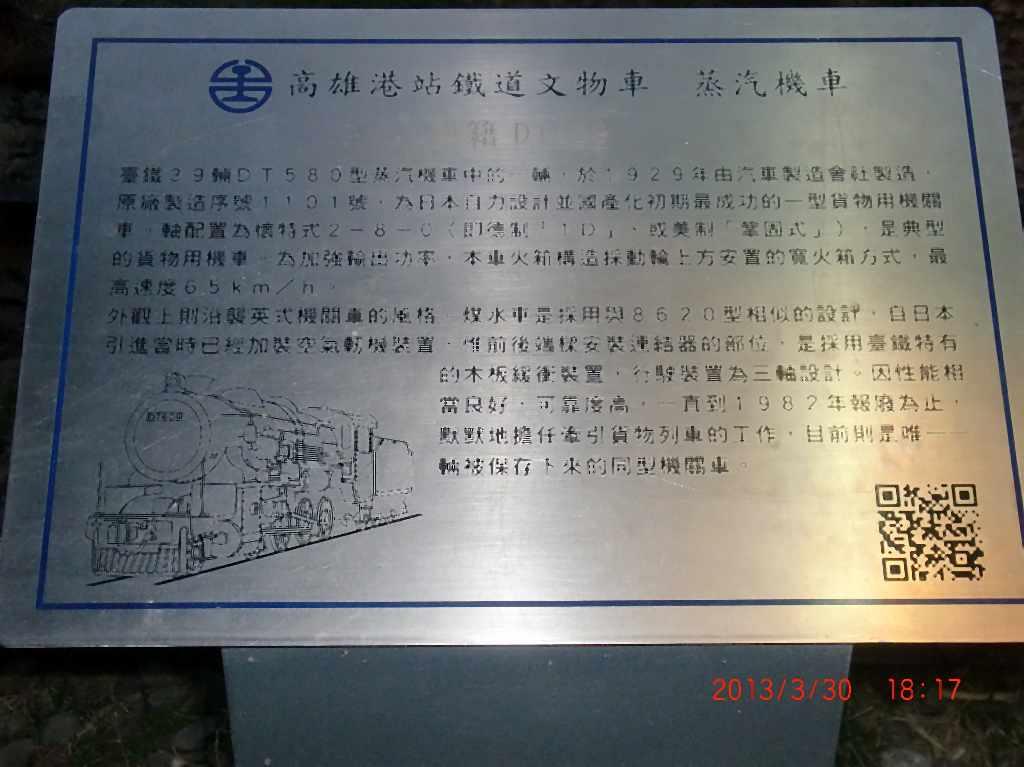 高雄港站鐵道文物車 蒸汽機車
籍D
臺鐵39輛DT580型蒸汽機車中的一輛，於1929年由汽車製造會社製造，
原廠製造序號1101號，為日本自力設計並國產化初期最成功的一型貨物用機關
車，軸配置為懷特式2-8-0（即德制「1D」、或美制「鞏固式」），是典型
的貨物用機車。為加強輸出功率，本車火箱構造採動輪上方安置的寬火箱方式，最
高速度65km/h。
外觀上則沿襲英式機關車的風格，煤水車是採用與8620型相似的設計，自日本
引進當時已經加裝空氣軔機裝置，惟前後端樑安裝連結器的部位，是採用臺鐵特有
的木板緩衝裝置，行駛裝置為三軸設計。因性能相
當良好，可靠度高，一直到1982年報廢為止，
默默地擔任牽引貨物列車的工作，目前則是唯一
輛被保存下來的同型機關車。
2013/3/30 18:17